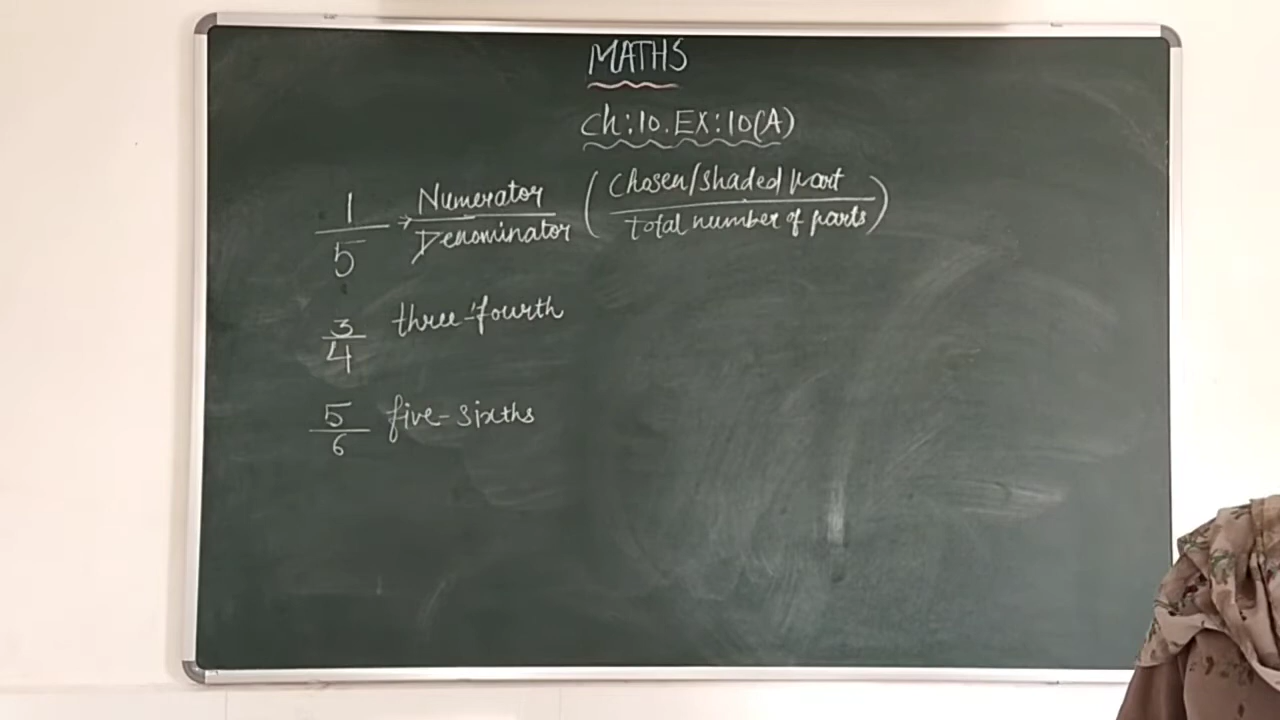 MATHS
Ch:10. EX:10(A)
1/5 → Numerator/Denominator (Chosen/shaded part / Total number of parts)
3/4 three-fourth
5/6 five-sixths